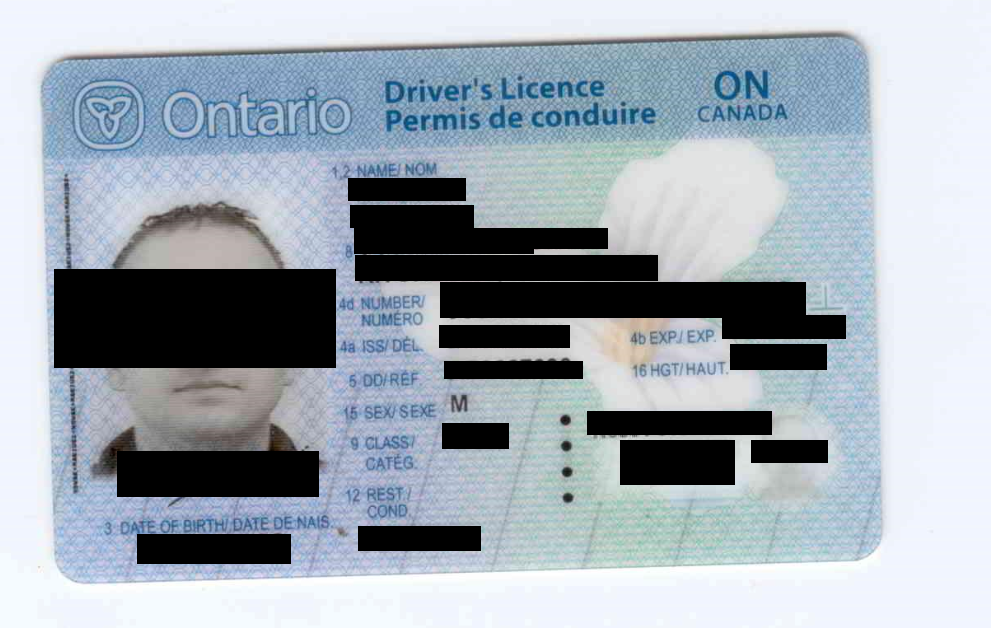 Ontario
Driver's Licence
Permis de conduire
ON
CANADA
1,2 NAME/ NOM
8
4d NUMBER/
NUMÉRO
4a ISS/ DÉL.
4b EXP./ EXP.
5 DD/RÉF.
16 HGT/HAUT.
15 SEX/SEXE M
9 CLASS/
CATÉG.
12 REST./
COND.
3 DATE OF BIRTH/ DATE DE NAIS.